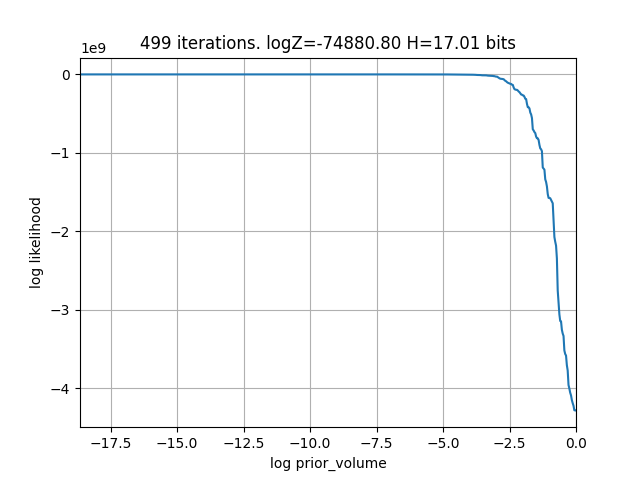 499 iterations. logZ=-74880.80 H=17.01 bits
1e9
0
−1
−2
−3
−4
log likelihood
−17.5 −15.0 −12.5 −10.0 −7.5 −5.0 −2.5 0.0
log prior_volume